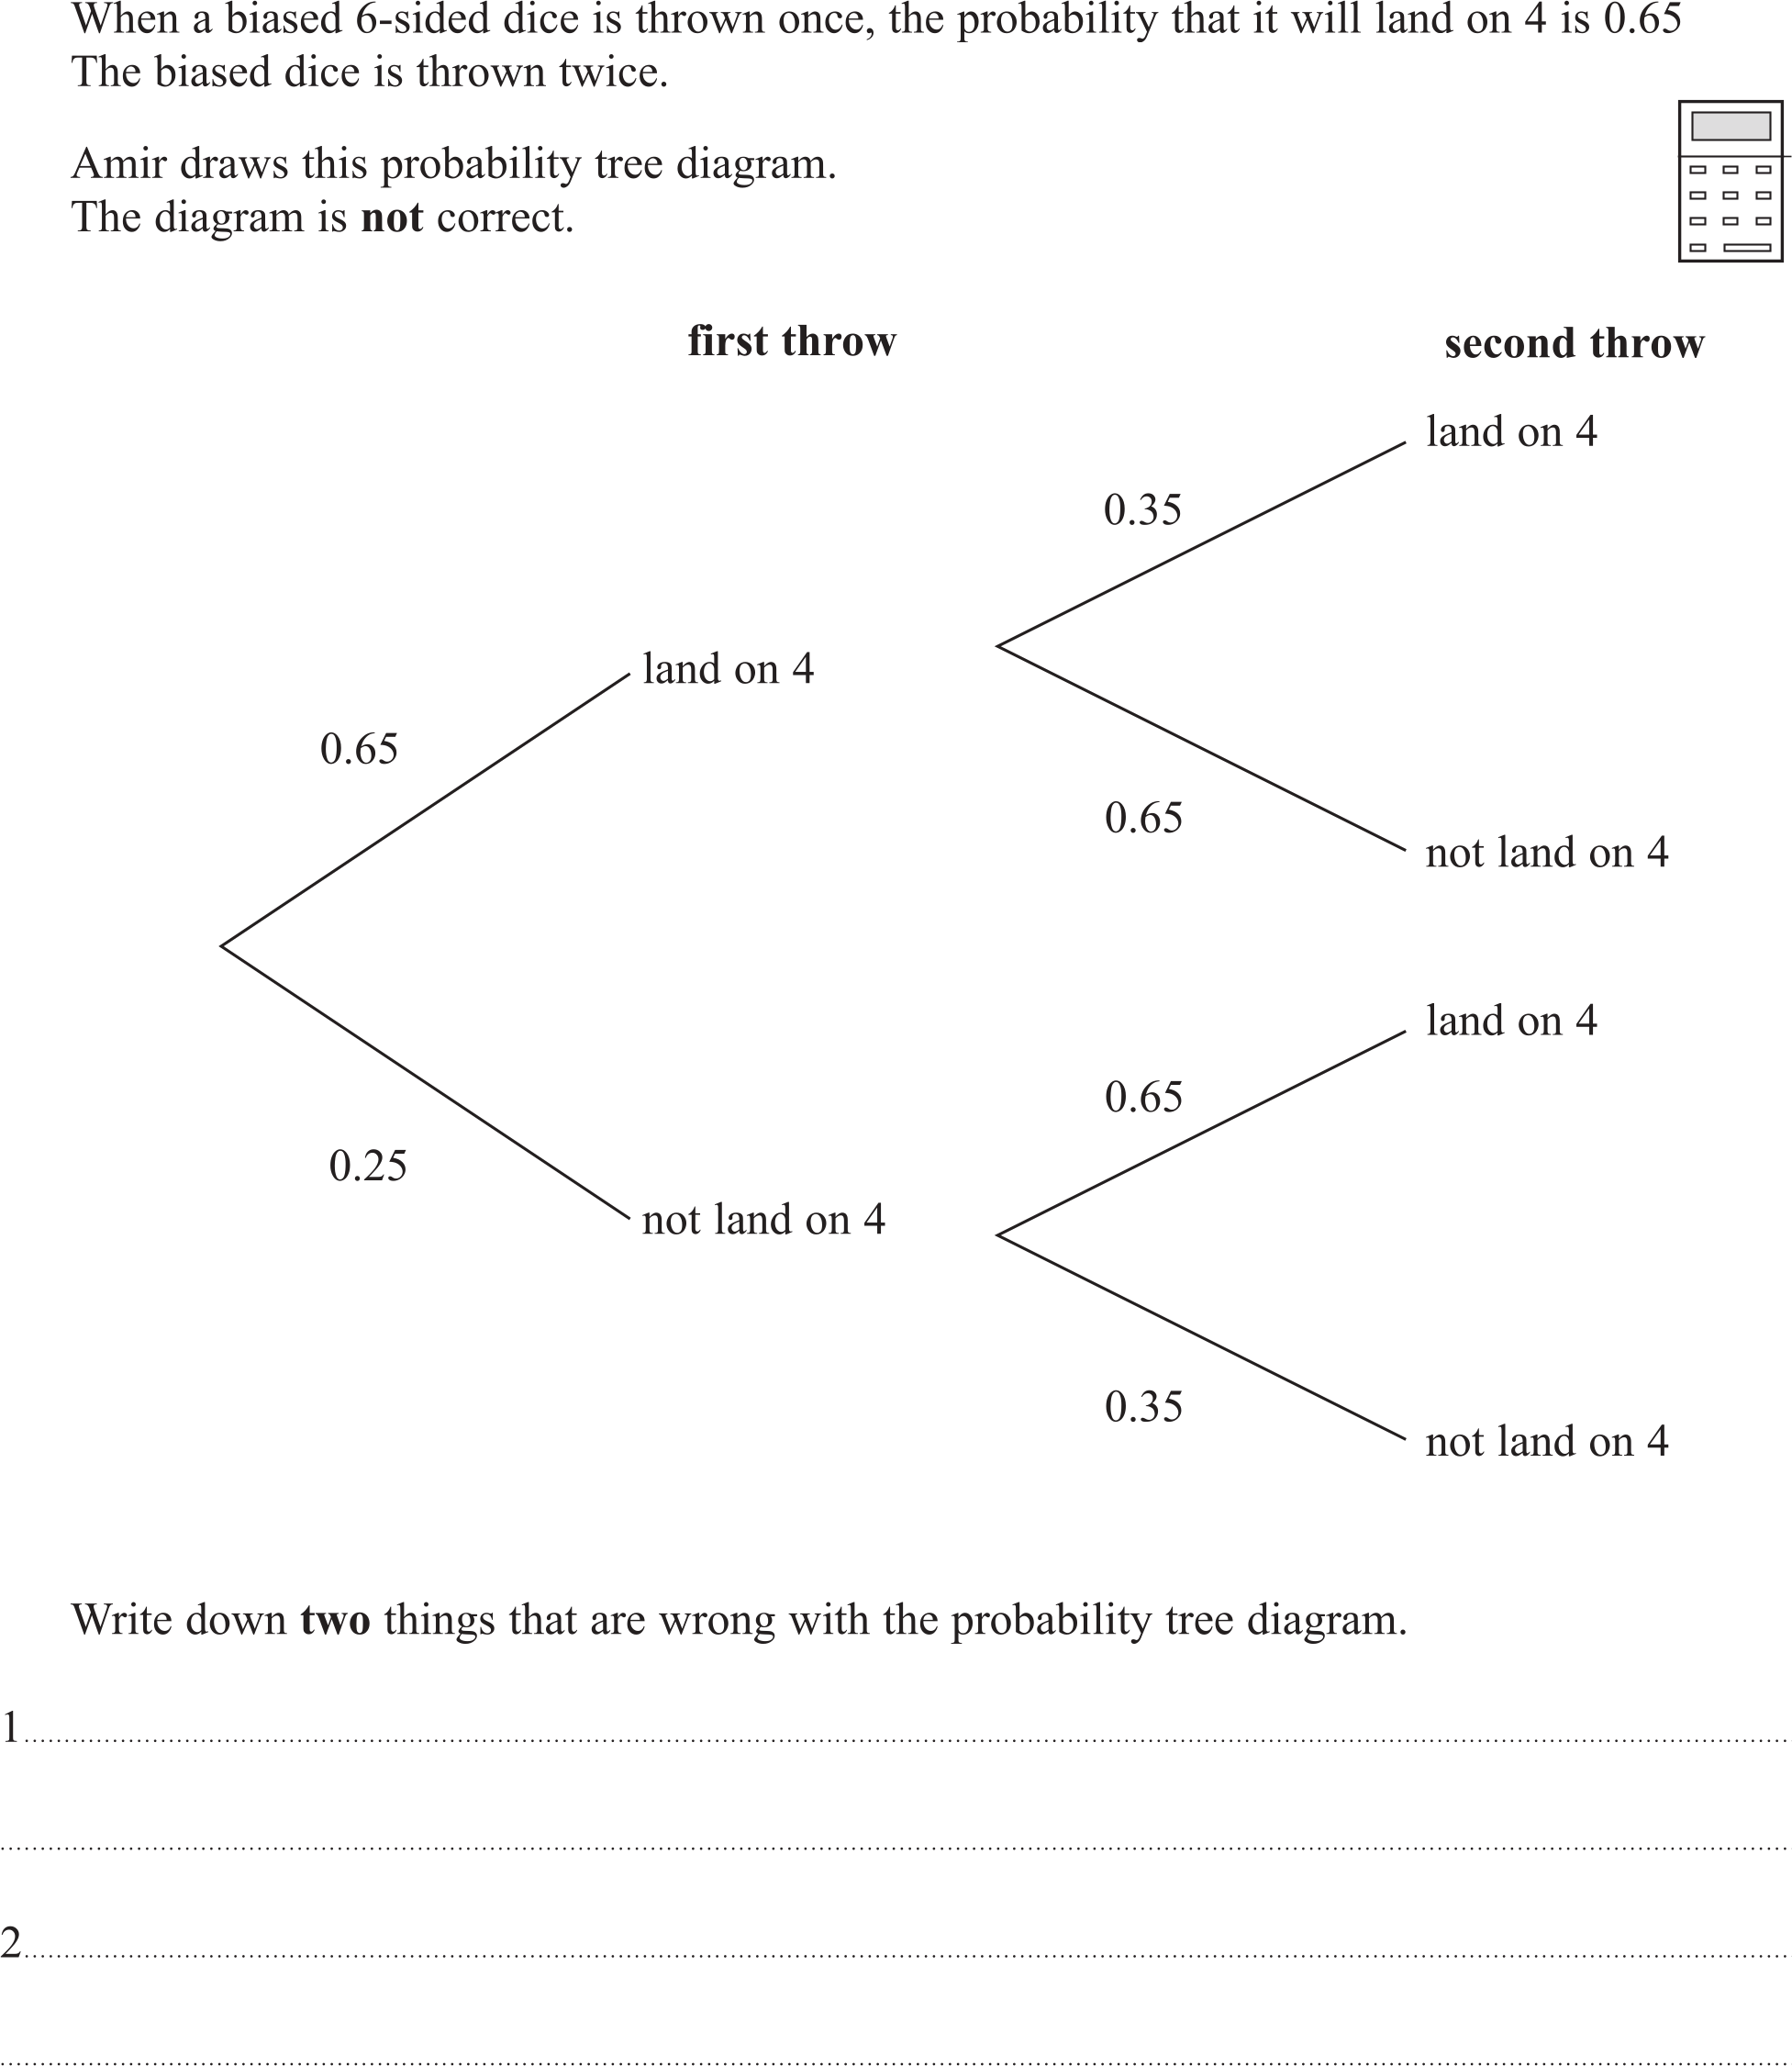 When a biased 6-sided dice is thrown once, the probability that it will land on 4 is 0.65
The biased dice is thrown twice.
Amir draws this probability tree diagram.
The diagram is not correct.
first throw
second throw
land on 4
0.35
land on 4
0.65
0.65
not land on 4
land on 4
0.65
0.25
not land on 4
0.35
not land on 4
Write down two things that are wrong with the probability tree diagram.
1
2